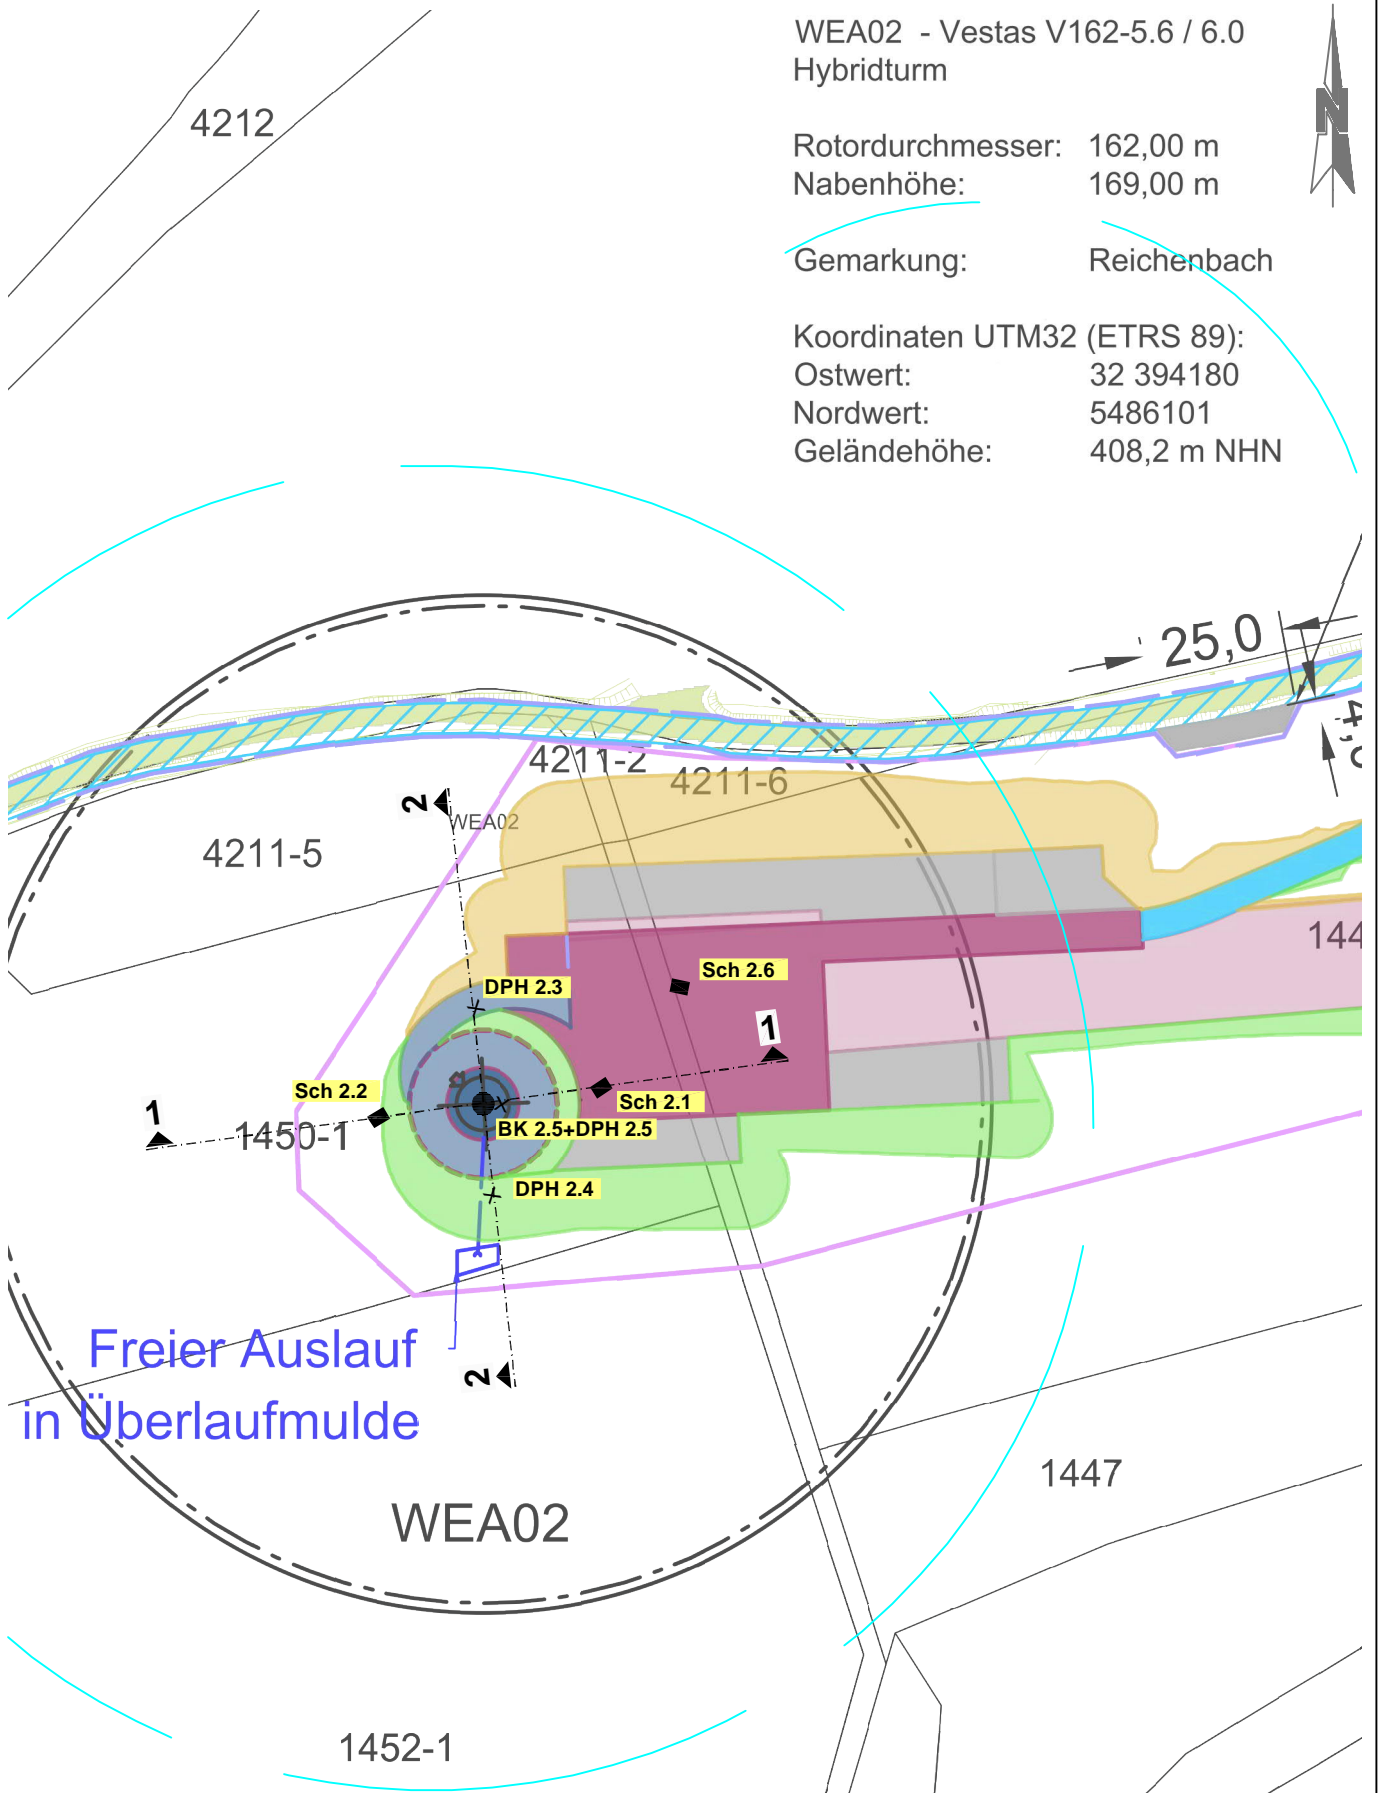 WEA02 - Vestas V162-5.6 / 6.0
Hybridturm
N
4212
Rotordurchmesser: 162,00 m
Nabenhöhe: 169,00 m
Gemarkung: Reichenbach
Koordinaten UTM32 (ETRS 89):
Ostwert: 32 394180
Nordwert: 5486101
Geländehöhe: 408,2 m NHN
25,0
4211-2
4211-6
2
WEA02
4211-5
144
Sch 2.6
DPH 2.3
1
Sch 2.2
Sch 2.1
1
1450-1
BK 2.5+DPH 2.5
DPH 2.4
Freier Auslauf
in Überlaufmulde
2
1447
WEA02
1452-1